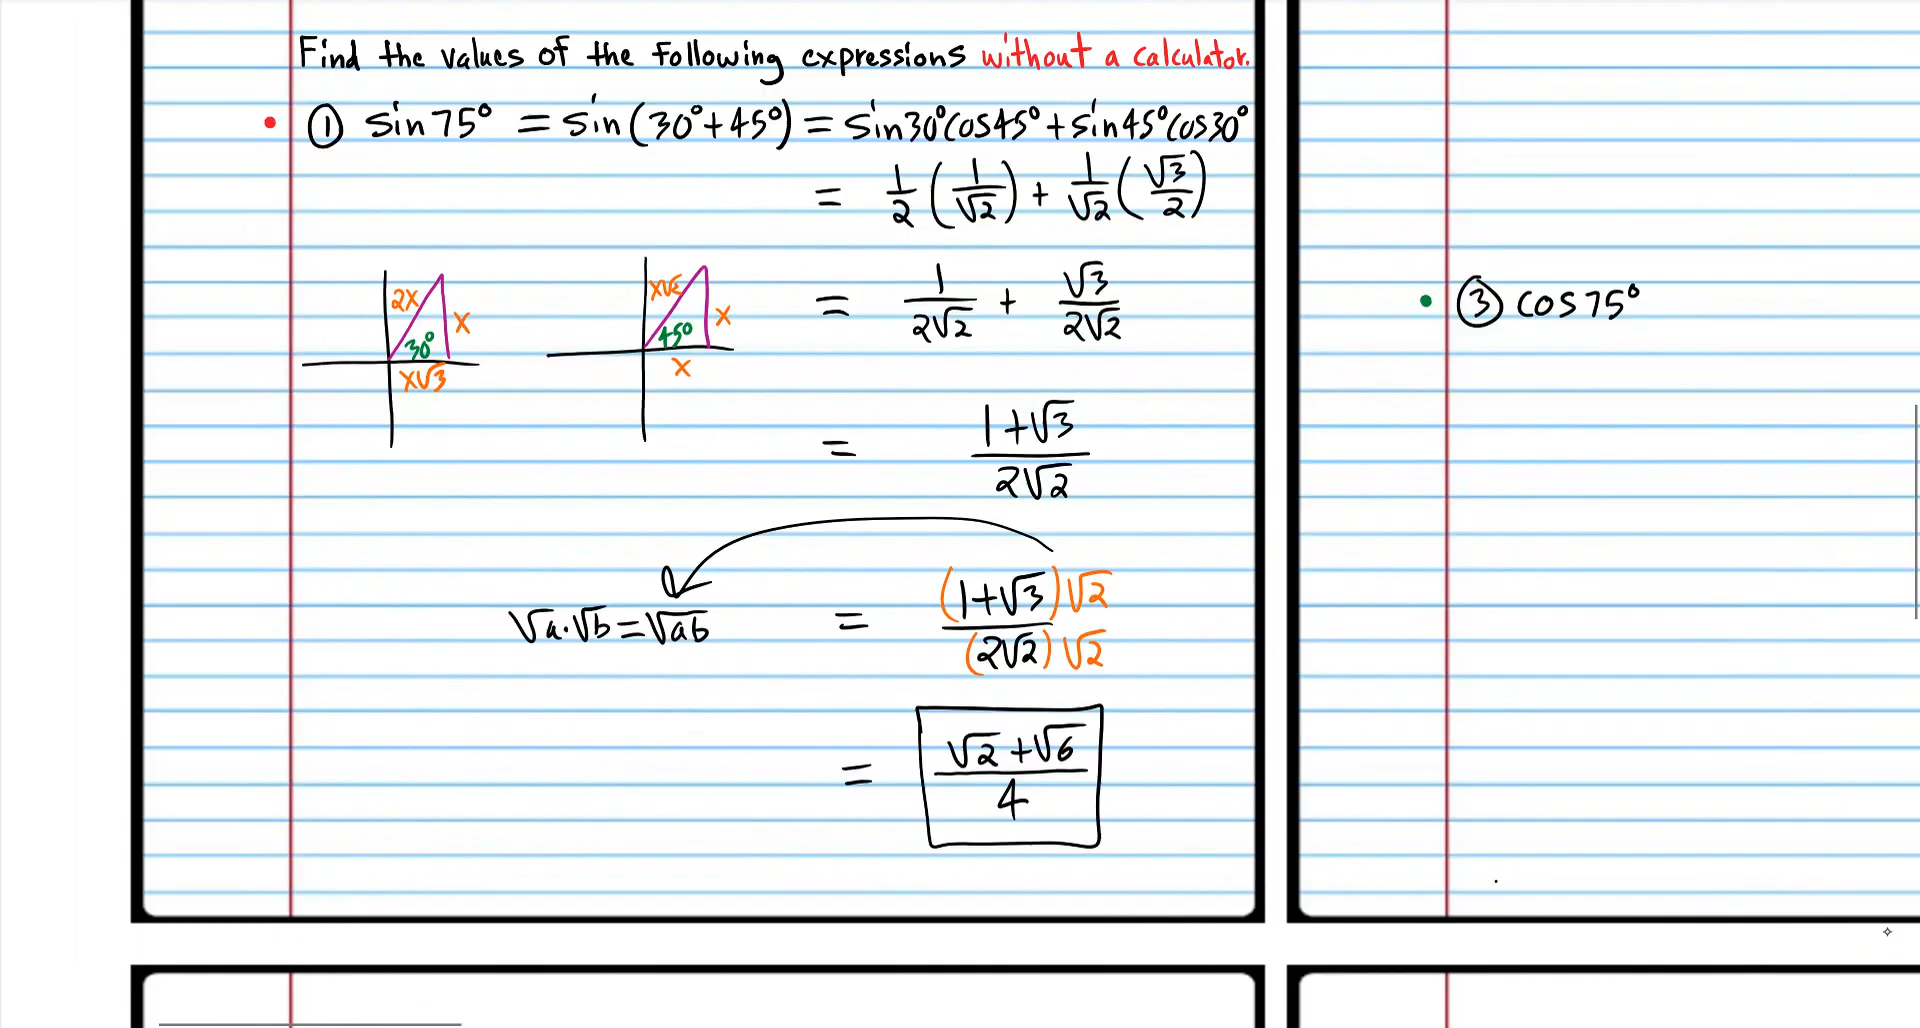 Find the values of the following expressions without a calculator.
① sin75° = sin(30°+45°) = sin30°cos45°+sin45°cos30°
= 1/2 (1/√2) + 1/√2 (√3/2)
2x
x
30°
x√3
x√2
x
45°
x
= 1/(2√2) + √3/(2√2)
= (1+√3)/(2√2)
√a·√b=√ab
= (1+√3)√2/(2√2)√2
= (√2+√6)/4
③ cos75°